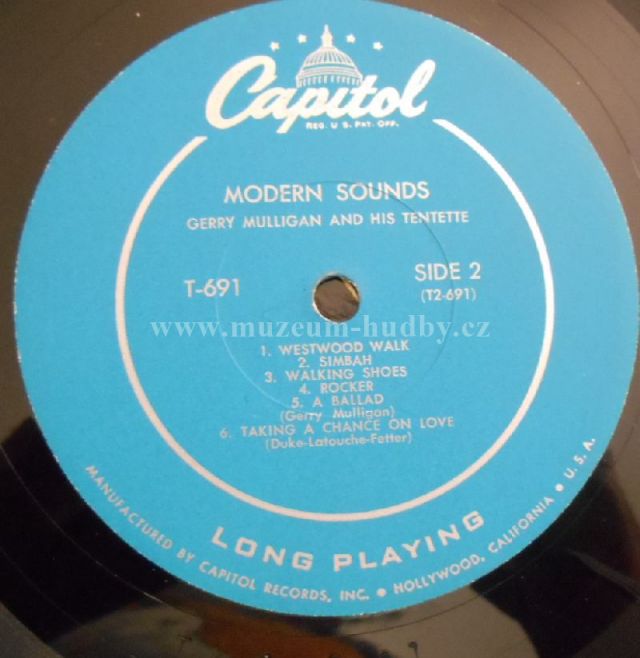 Capitol
REG. U. S. PAT. OFF.
MODERN SOUNDS
GERRY MULLIGAN AND HIS TENTETTE
T-691
SIDE 2
(T2-691)
www.muzeum-hudby.cz
1. WESTWOOD WALK
2. SIMBAH
3. WALKING SHOES
4. ROCKER
5. A BALLAD
(Gerry Mulligan)
6. TAKING A CHANCE ON LOVE
(Duke-Latouche-Fetter)
LONG PLAYING
MANUFACTURED BY CAPITOL RECORDS, INC. • HOLLYWOOD, CALIFORNIA • U.S.A.